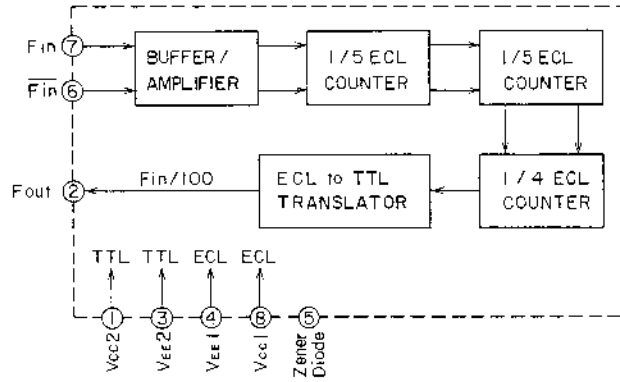 Fin 7
BUFFER/
AMPLIFIER
1/5 ECL
COUNTER
1/5 ECL
COUNTER
Fin 6
Fout 2
Fin/100
ECL to TTL
TRANSLATOR
1/4 ECL
COUNTER
TTL TTL ECL ECL
1 3 4 8 5
VCC2
VEE2
VEE1
VCC1
Zener
Diode